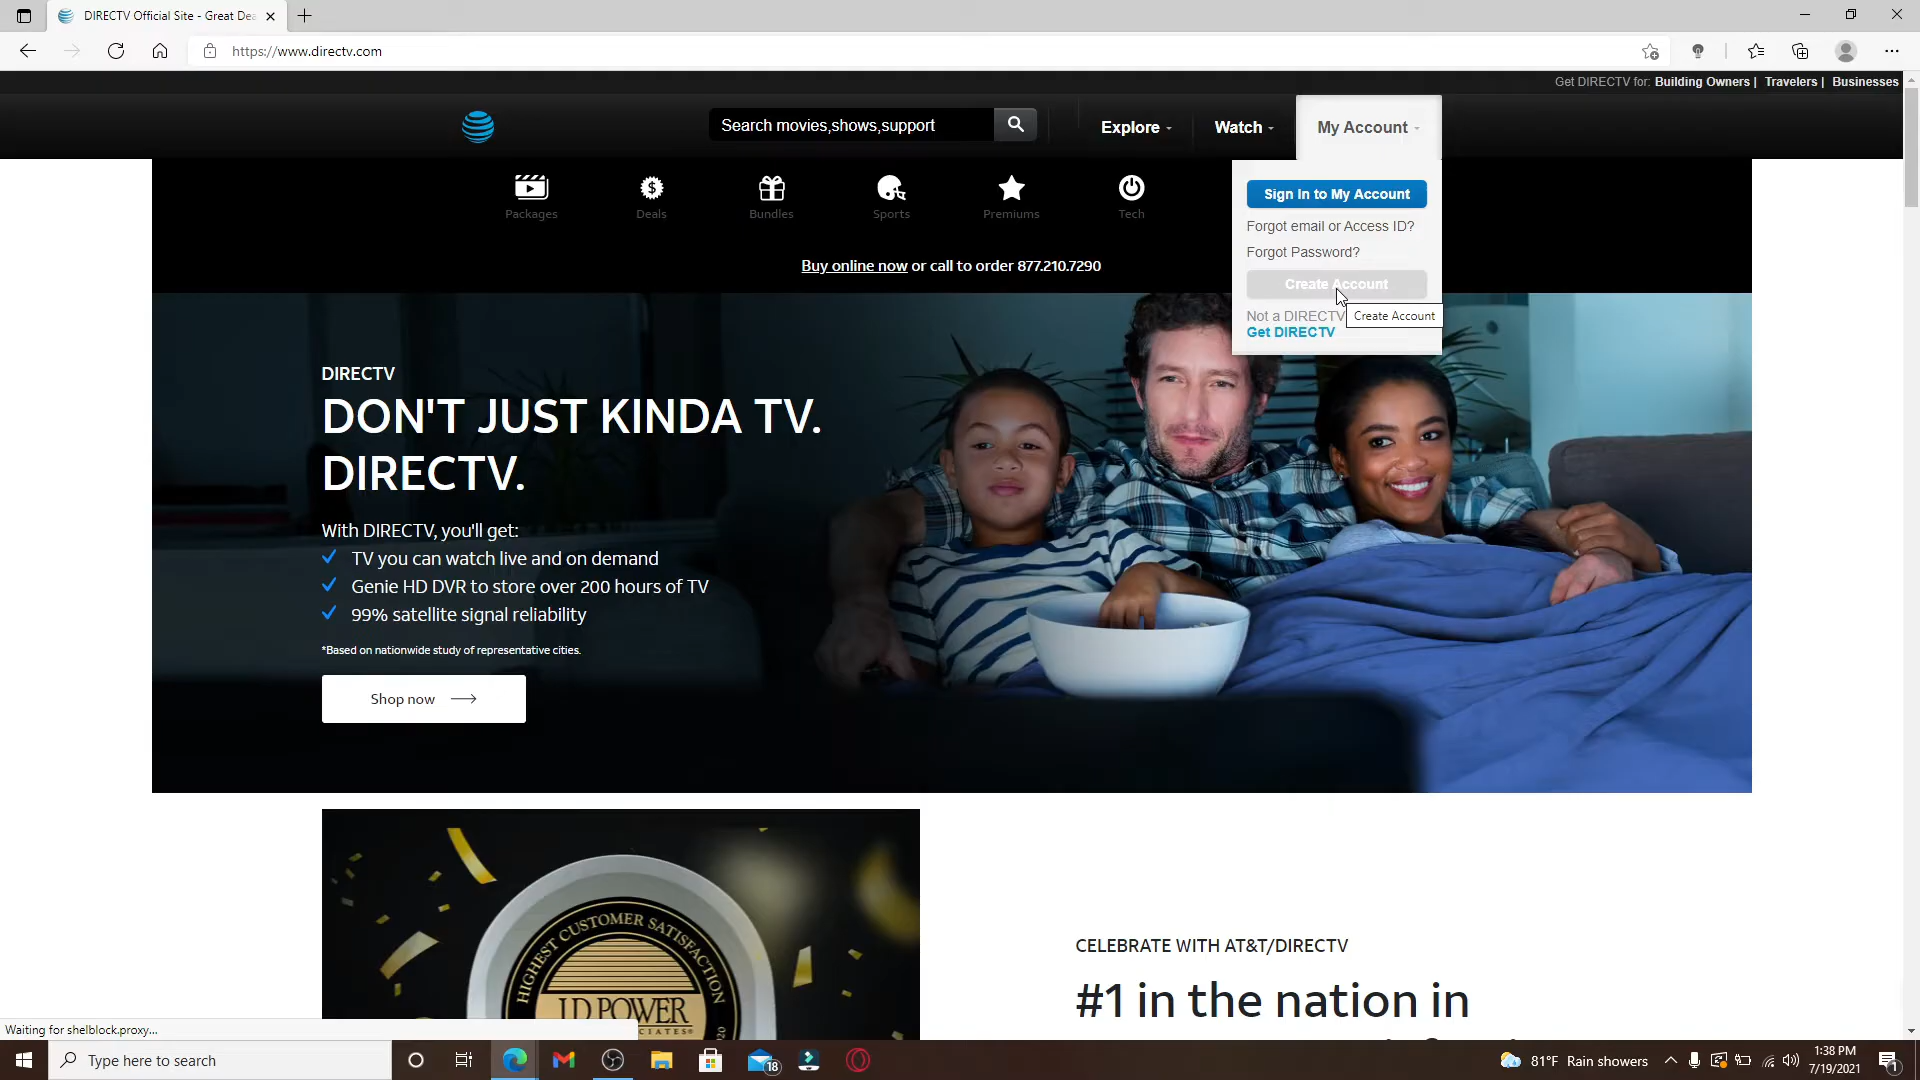 DIRECTV Official Site - Great Dea
https://www.directv.com
Get DIRECTV for: Building Owners | Travelers | Businesses
Search movies,shows,support
Explore
Watch
My Account
Packages
Deals
Bundles
Sports
Premiums
Tech
Sign In to My Account
Forgot email or Access ID?
Forgot Password?
Create Account
Not a DIRECTV
Create Account
Get DIRECTV
Buy online now or call to order 877.210.7290
DIRECTV
DON'T JUST KINDA TV.
DIRECTV.
With DIRECTV, you'll get:
TV you can watch live and on demand
Genie HD DVR to store over 200 hours of TV
99% satellite signal reliability
*Based on nationwide study of representative cities.
Shop now
HIGHEST CUSTOMER SATISFACTION
J.D. POWER
CELEBRATE WITH AT&T/DIRECTV
#1 in the nation in
Waiting for shelblock.proxy...
Type here to search
18
81°F Rain showers
1:38 PM
7/19/2021
1